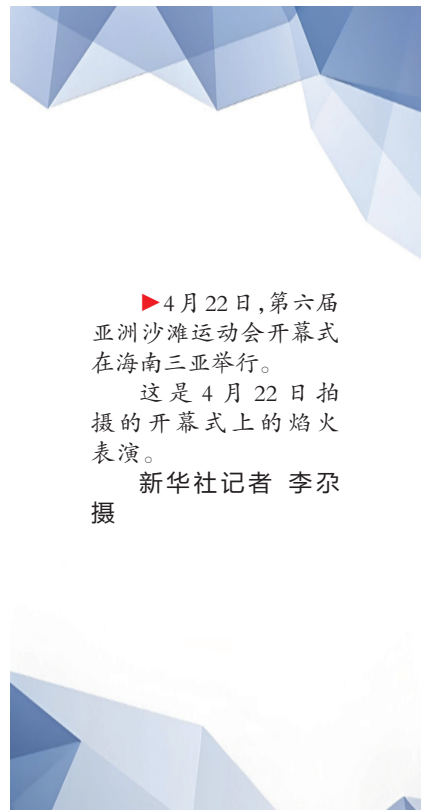 ▶4月22日,第六届
亚洲沙滩运动会开幕式
在海南三亚举行。
这是4月22日拍
摄的开幕式上的焰火
表演。
新华社记者 李尕
摄